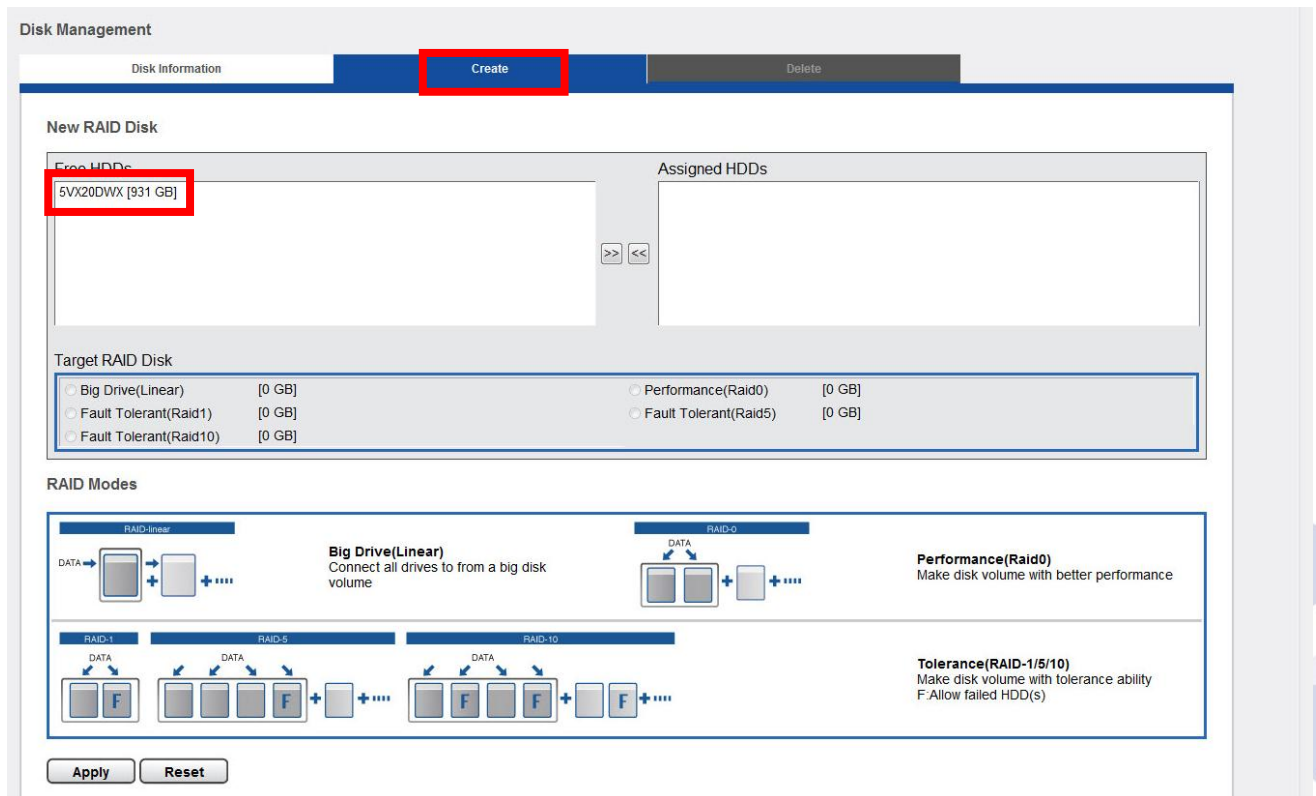 Disk Management
Disk Information
Create
Delete
New RAID Disk
Free HDDs
Assigned HDDs
5VX20DWX [931 GB]
>> <<
Target RAID Disk
Big Drive(Linear) [0 GB]
Performance(Raid0) [0 GB]
Fault Tolerant(Raid1) [0 GB]
Fault Tolerant(Raid5) [0 GB]
Fault Tolerant(Raid10) [0 GB]
RAID Modes
RAID-linear
DATA
Big Drive(Linear)
Connect all drives to from a big disk
volume
RAID-0
DATA
Performance(Raid0)
Make disk volume with better performance
RAID-1
DATA
F
RAID-5
DATA
F
RAID-10
DATA
F F F
Tolerance(RAID-1/5/10)
Make disk volume with tolerance ability
F:Allow failed HDD(s)
Apply
Reset